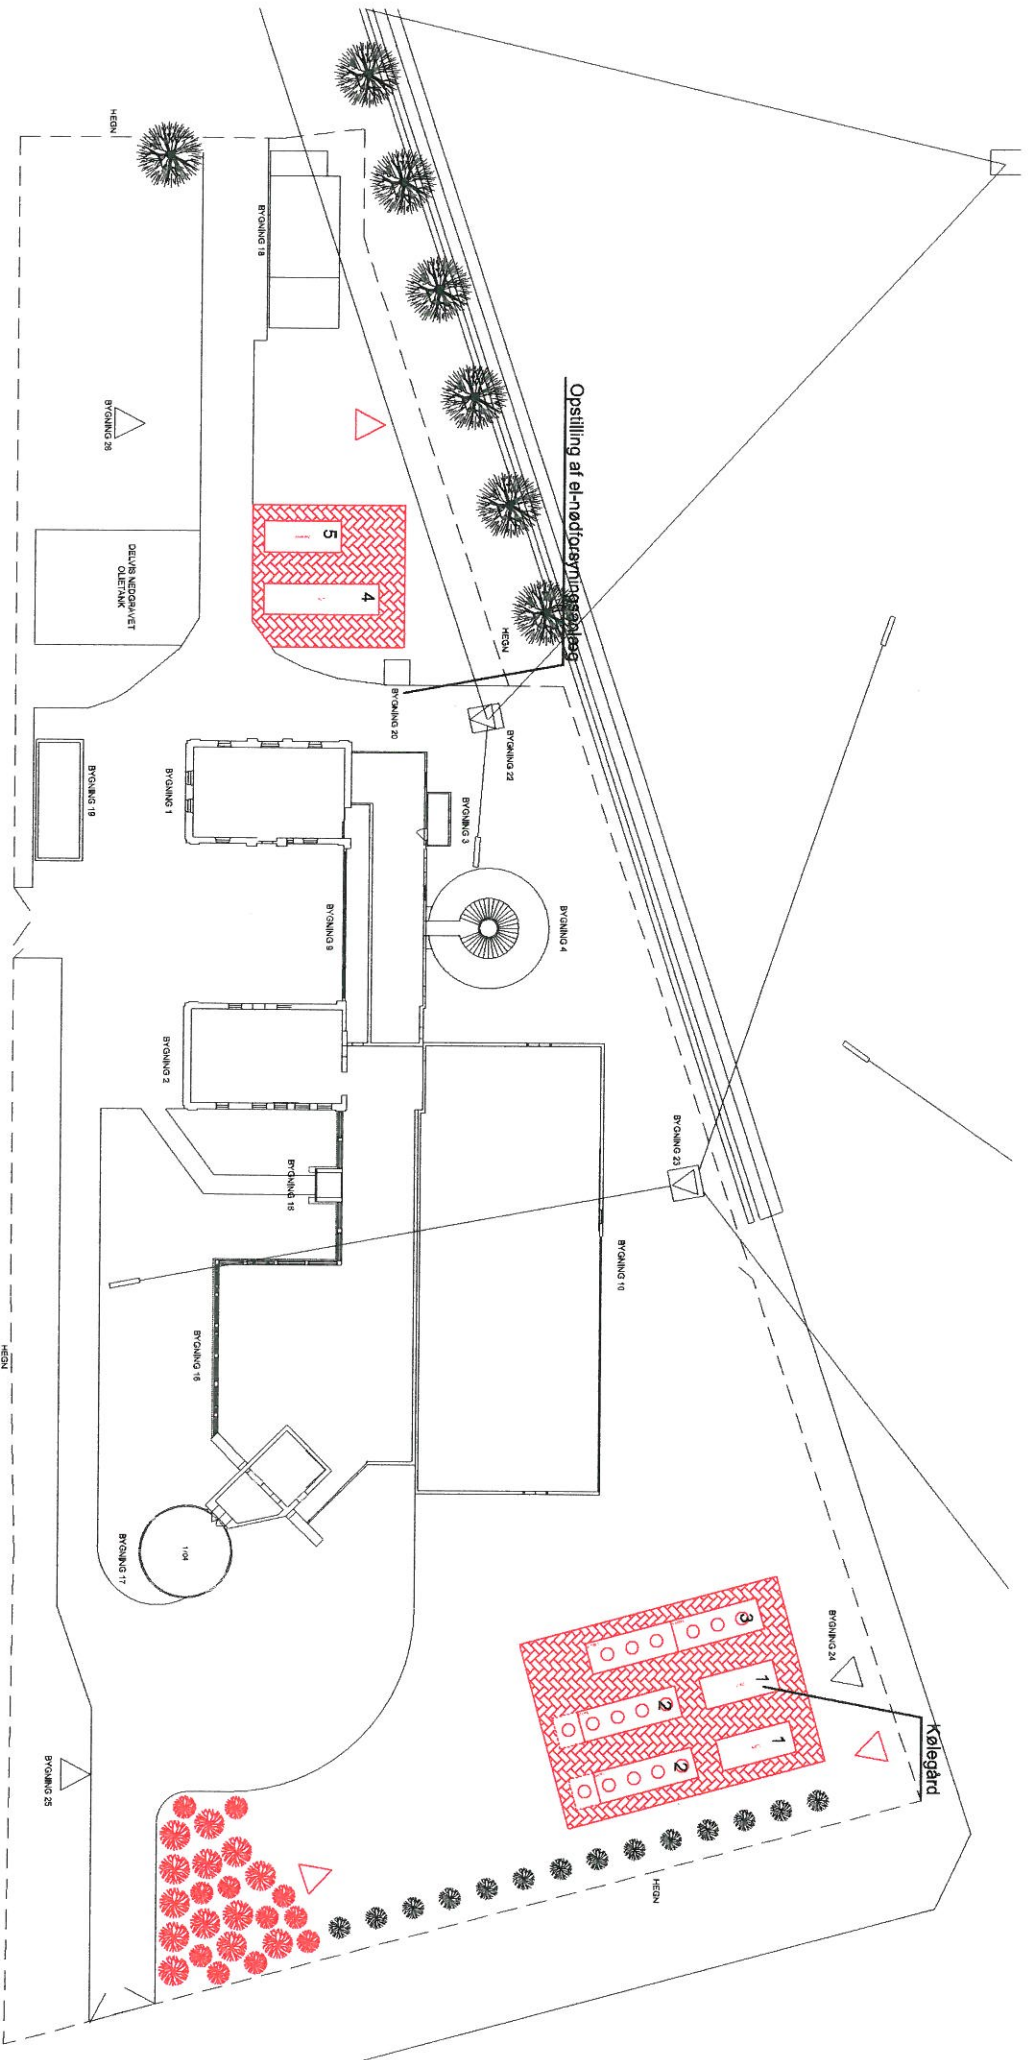 HEGN
BYGNING 18
BYGNING 26
Opstilling af el-nødforsyningsanlæg
5
4
DELVIS NEDGRAVET
OLIETANK
HEGN
BYGNING 20
BYGNING 22
BYGNING 19
BYGNING 1
BYGNING 3
BYGNING 9
BYGNING 4
BYGNING 2
BYGNING 23
BYGNING 15
BYGNING 10
BYGNING 16
HEGN
BYGNING 17
1/04
BYGNING 24
3
1
2
1
2
Kølegård
BYGNING 25
HEGN